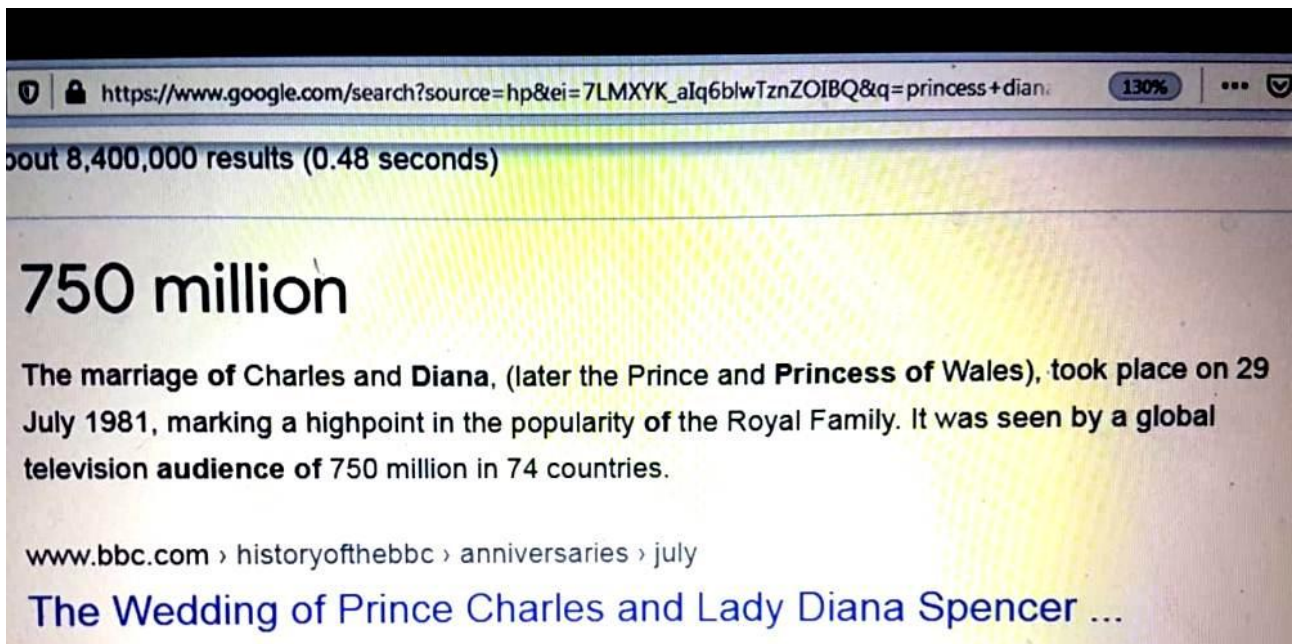 https://www.google.com/search?source=hp&ei=7LMXYK_aIq6blwTznZOIBQ&q=princess+dian 130%
out 8,400,000 results (0.48 seconds)
750 million
The marriage of Charles and Diana, (later the Prince and Princess of Wales), took place on 29
July 1981, marking a highpoint in the popularity of the Royal Family. It was seen by a global
television audience of 750 million in 74 countries.
www.bbc.com › historyofthebbc › anniversaries › july
The Wedding of Prince Charles and Lady Diana Spencer ...